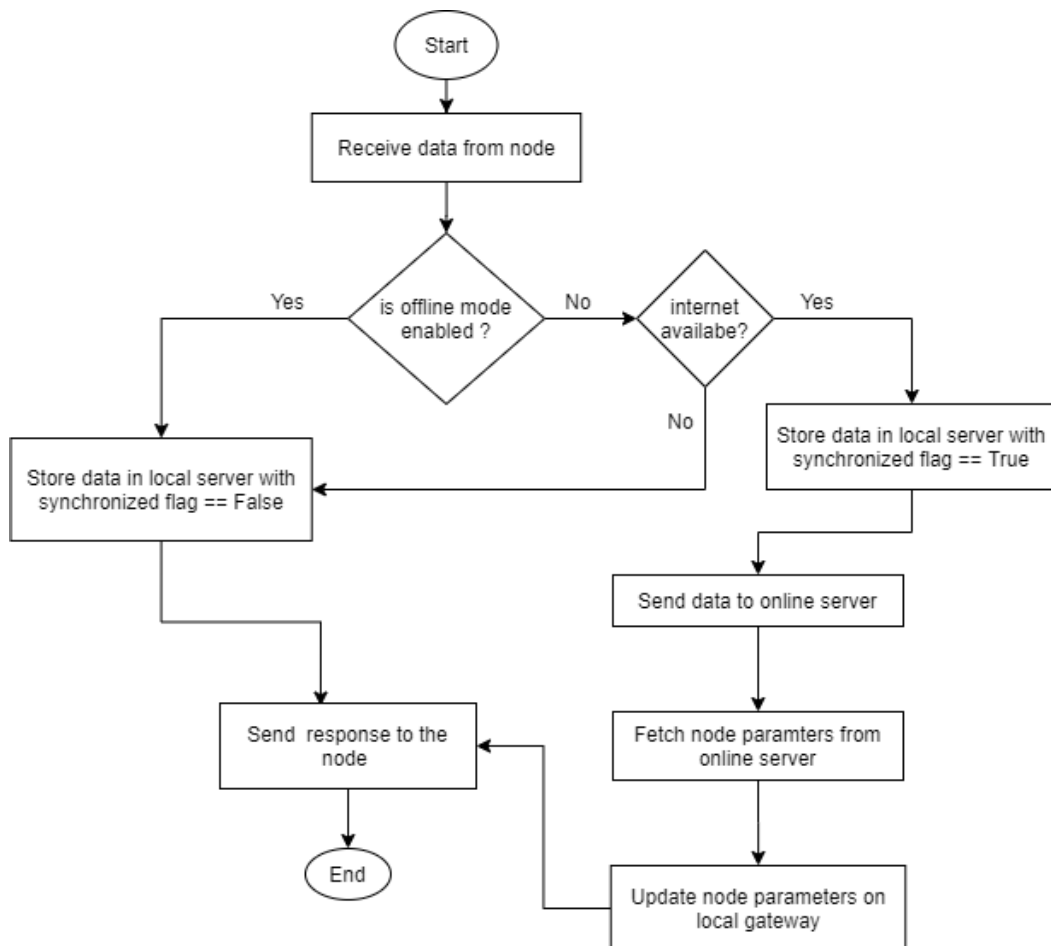 Start
Receive data from node
is offline mode
enabled ?
Yes
No
internet
availabe?
Yes
No
Store data in local server with
synchronized flag == True
Store data in local server with
synchronized flag == False
Send data to online server
Fetch node paramters from
online server
Send  response to the
node
Update node parameters on
local gateway
End